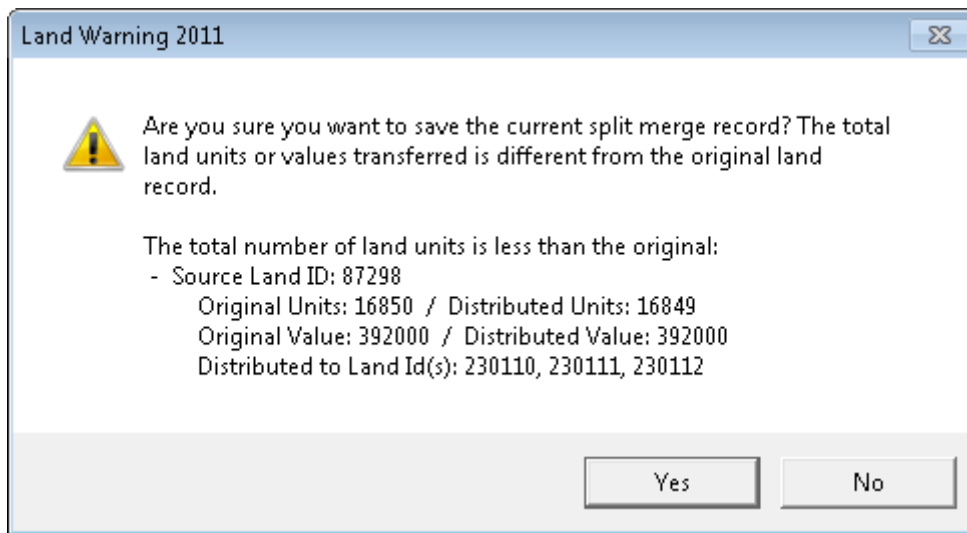 Land Warning 2011
Are you sure you want to save the current split merge record? The total
land units or values transferred is different from the original land
record.
The total number of land units is less than the original:
- Source Land ID: 87298
Original Units: 16850 / Distributed Units: 16849
Original Value: 392000 / Distributed Value: 392000
Distributed to Land Id(s): 230110, 230111, 230112
Yes
No